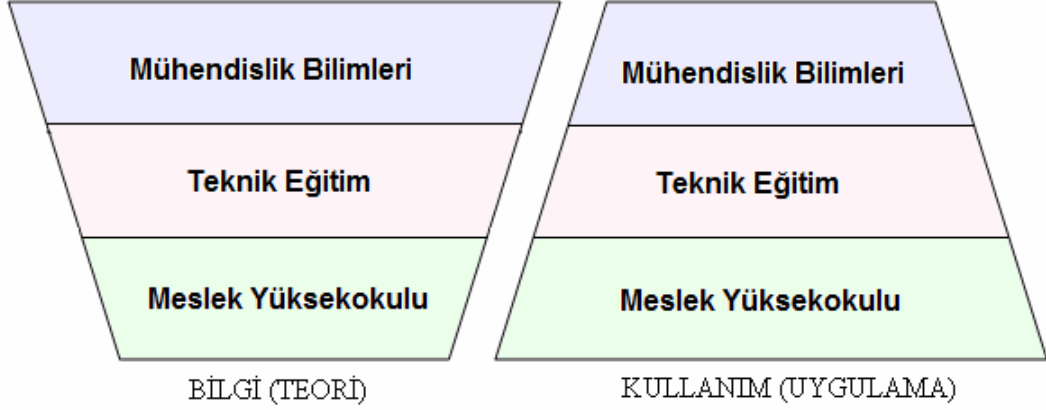 Mühendislik Bilimleri
Teknik Eğitim
Meslek Yüksekokulu
BİLGİ (TEORİ)
Mühendislik Bilimleri
Teknik Eğitim
Meslek Yüksekokulu
KULLANIM (UYGULAMA)